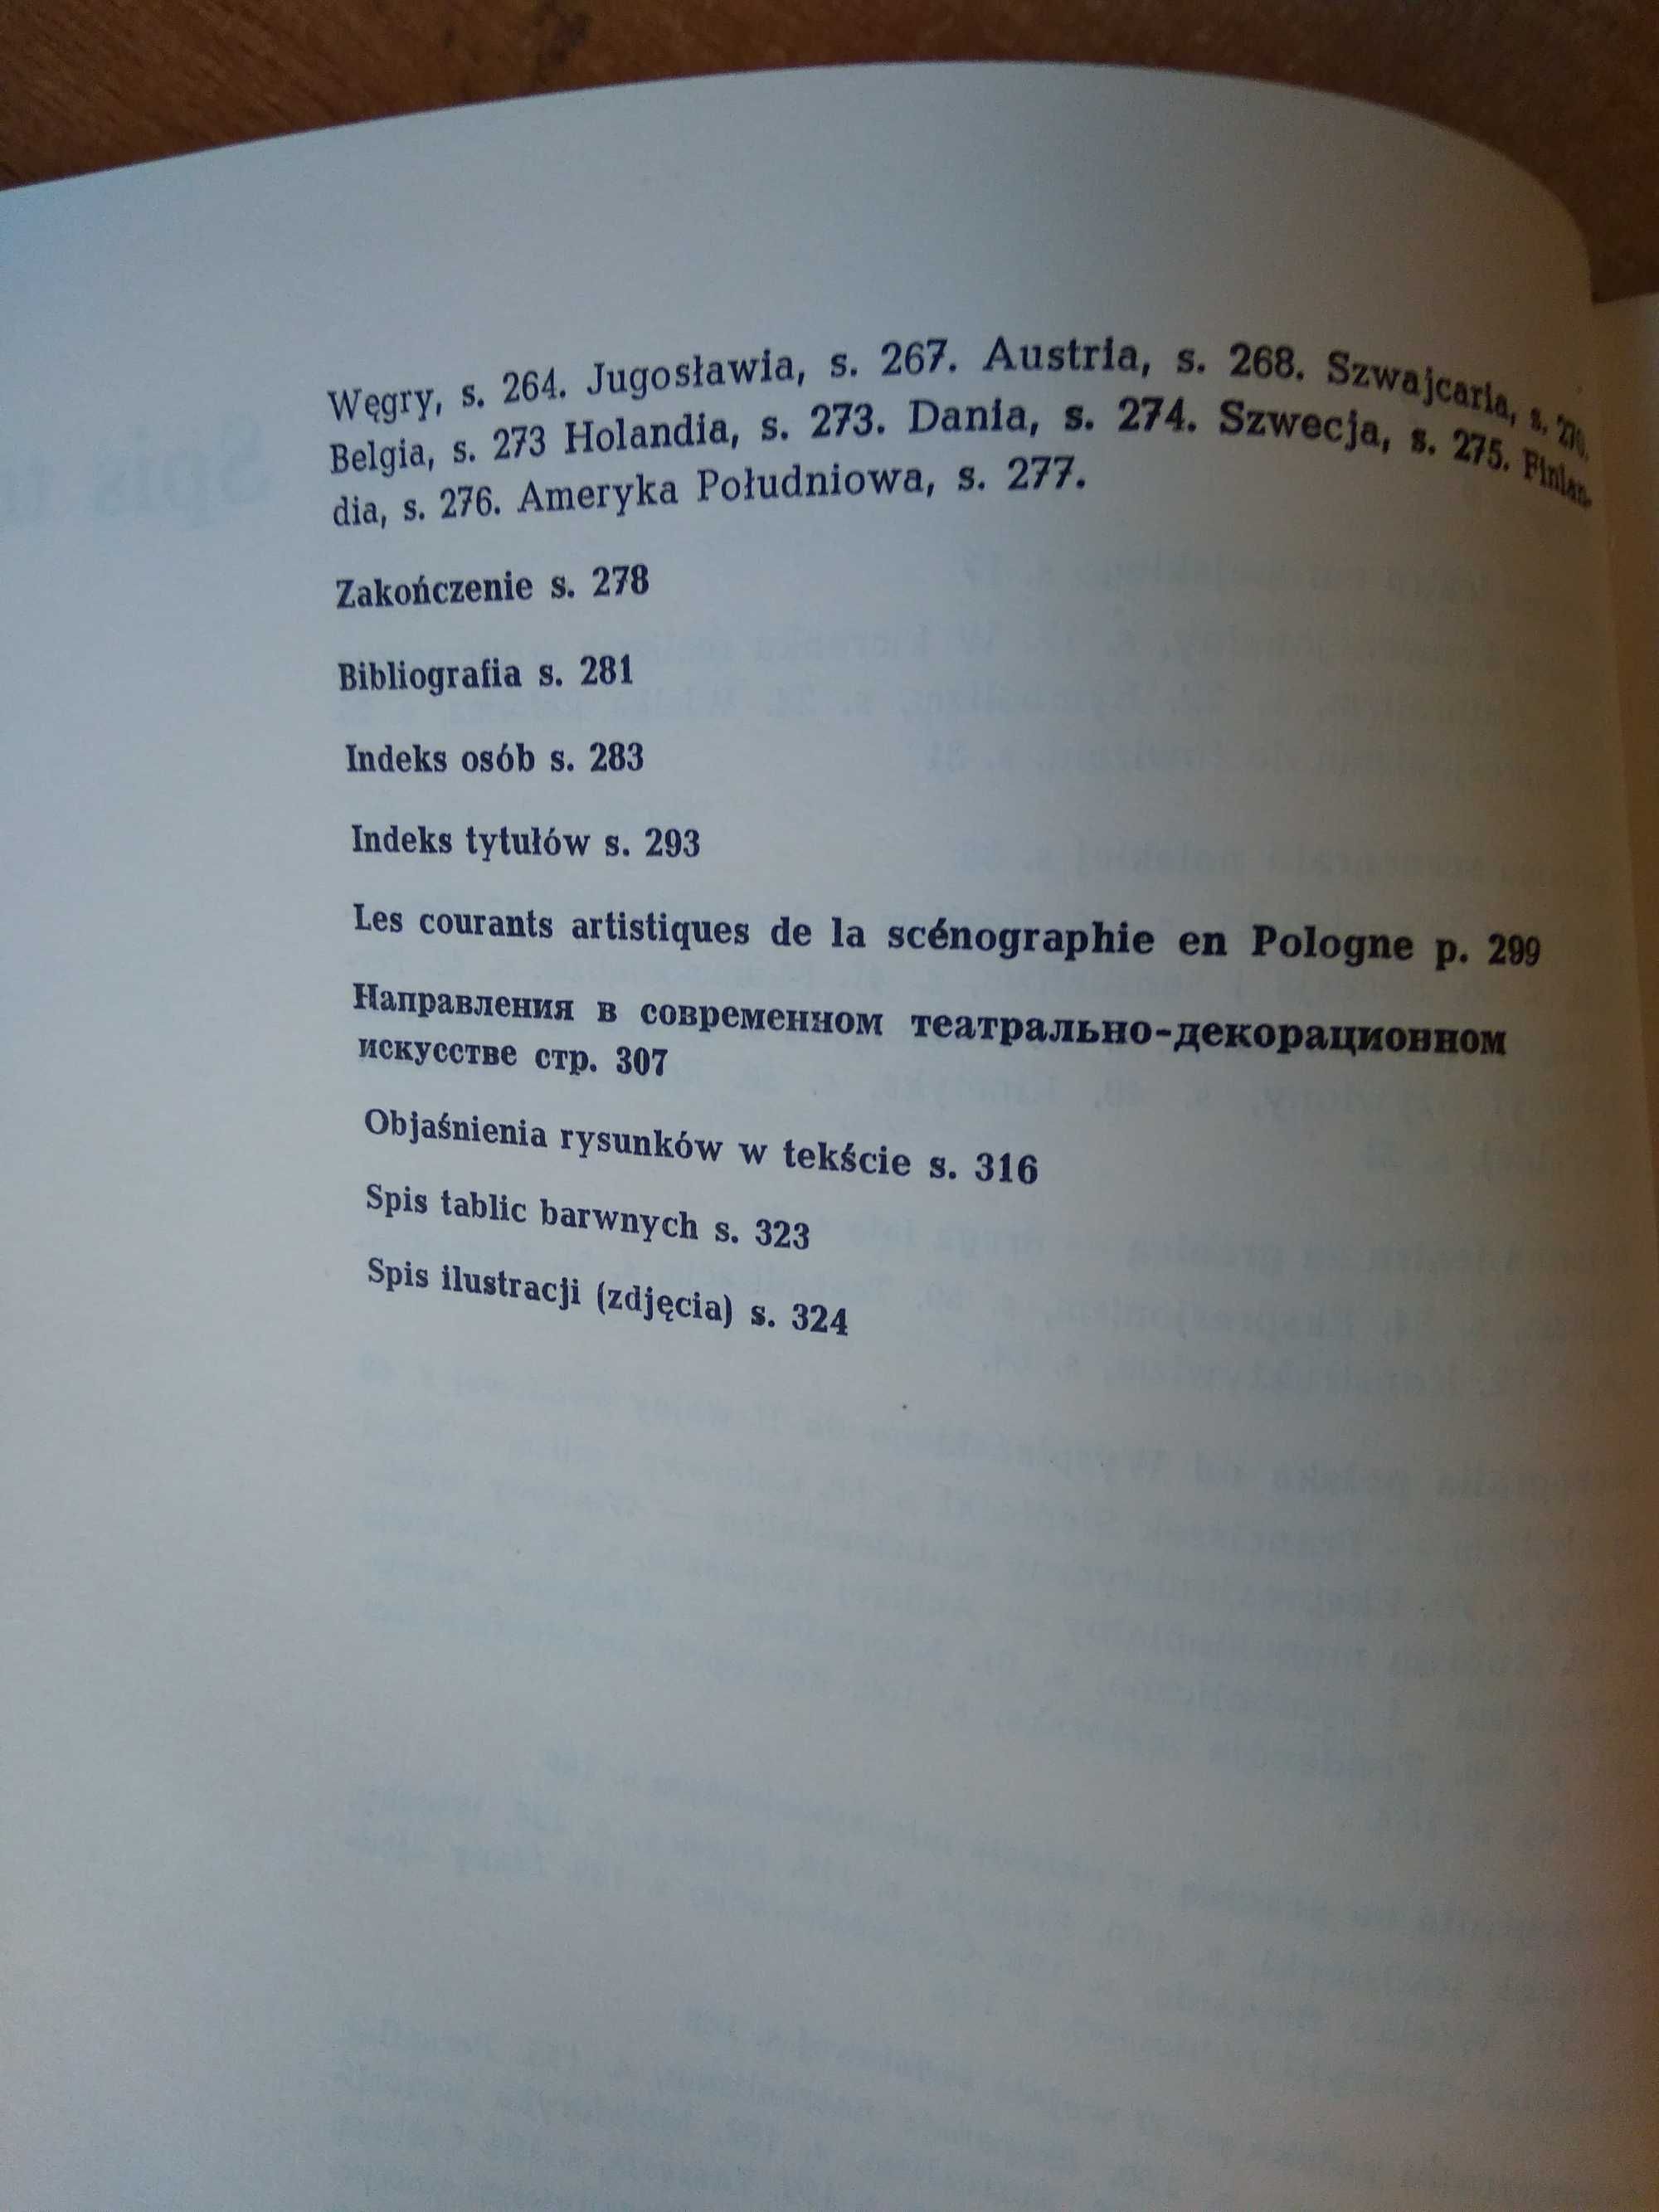 Węgry, s. 264. Jugosławia, s. 267. Austria, s. 268. Szwajcaria, s. 270.
Belgia, s. 273 Holandia, s. 273. Dania, s. 274. Szwecja, s. 275. Finlan-
dia, s. 276. Ameryka Południowa, s. 277.
Zakończenie s. 278
Bibliografia s. 281
Indeks osób s. 283
Indeks tytułów s. 293
Les courants artistiques de la scénographie en Pologne p. 299
Направления в современном театрально-декорационном
искусстве стр. 307
Objaśnienia rysunków w tekście s. 316
Spis tablic barwnych s. 323
Spis ilustracji (zdjęcia) s. 324